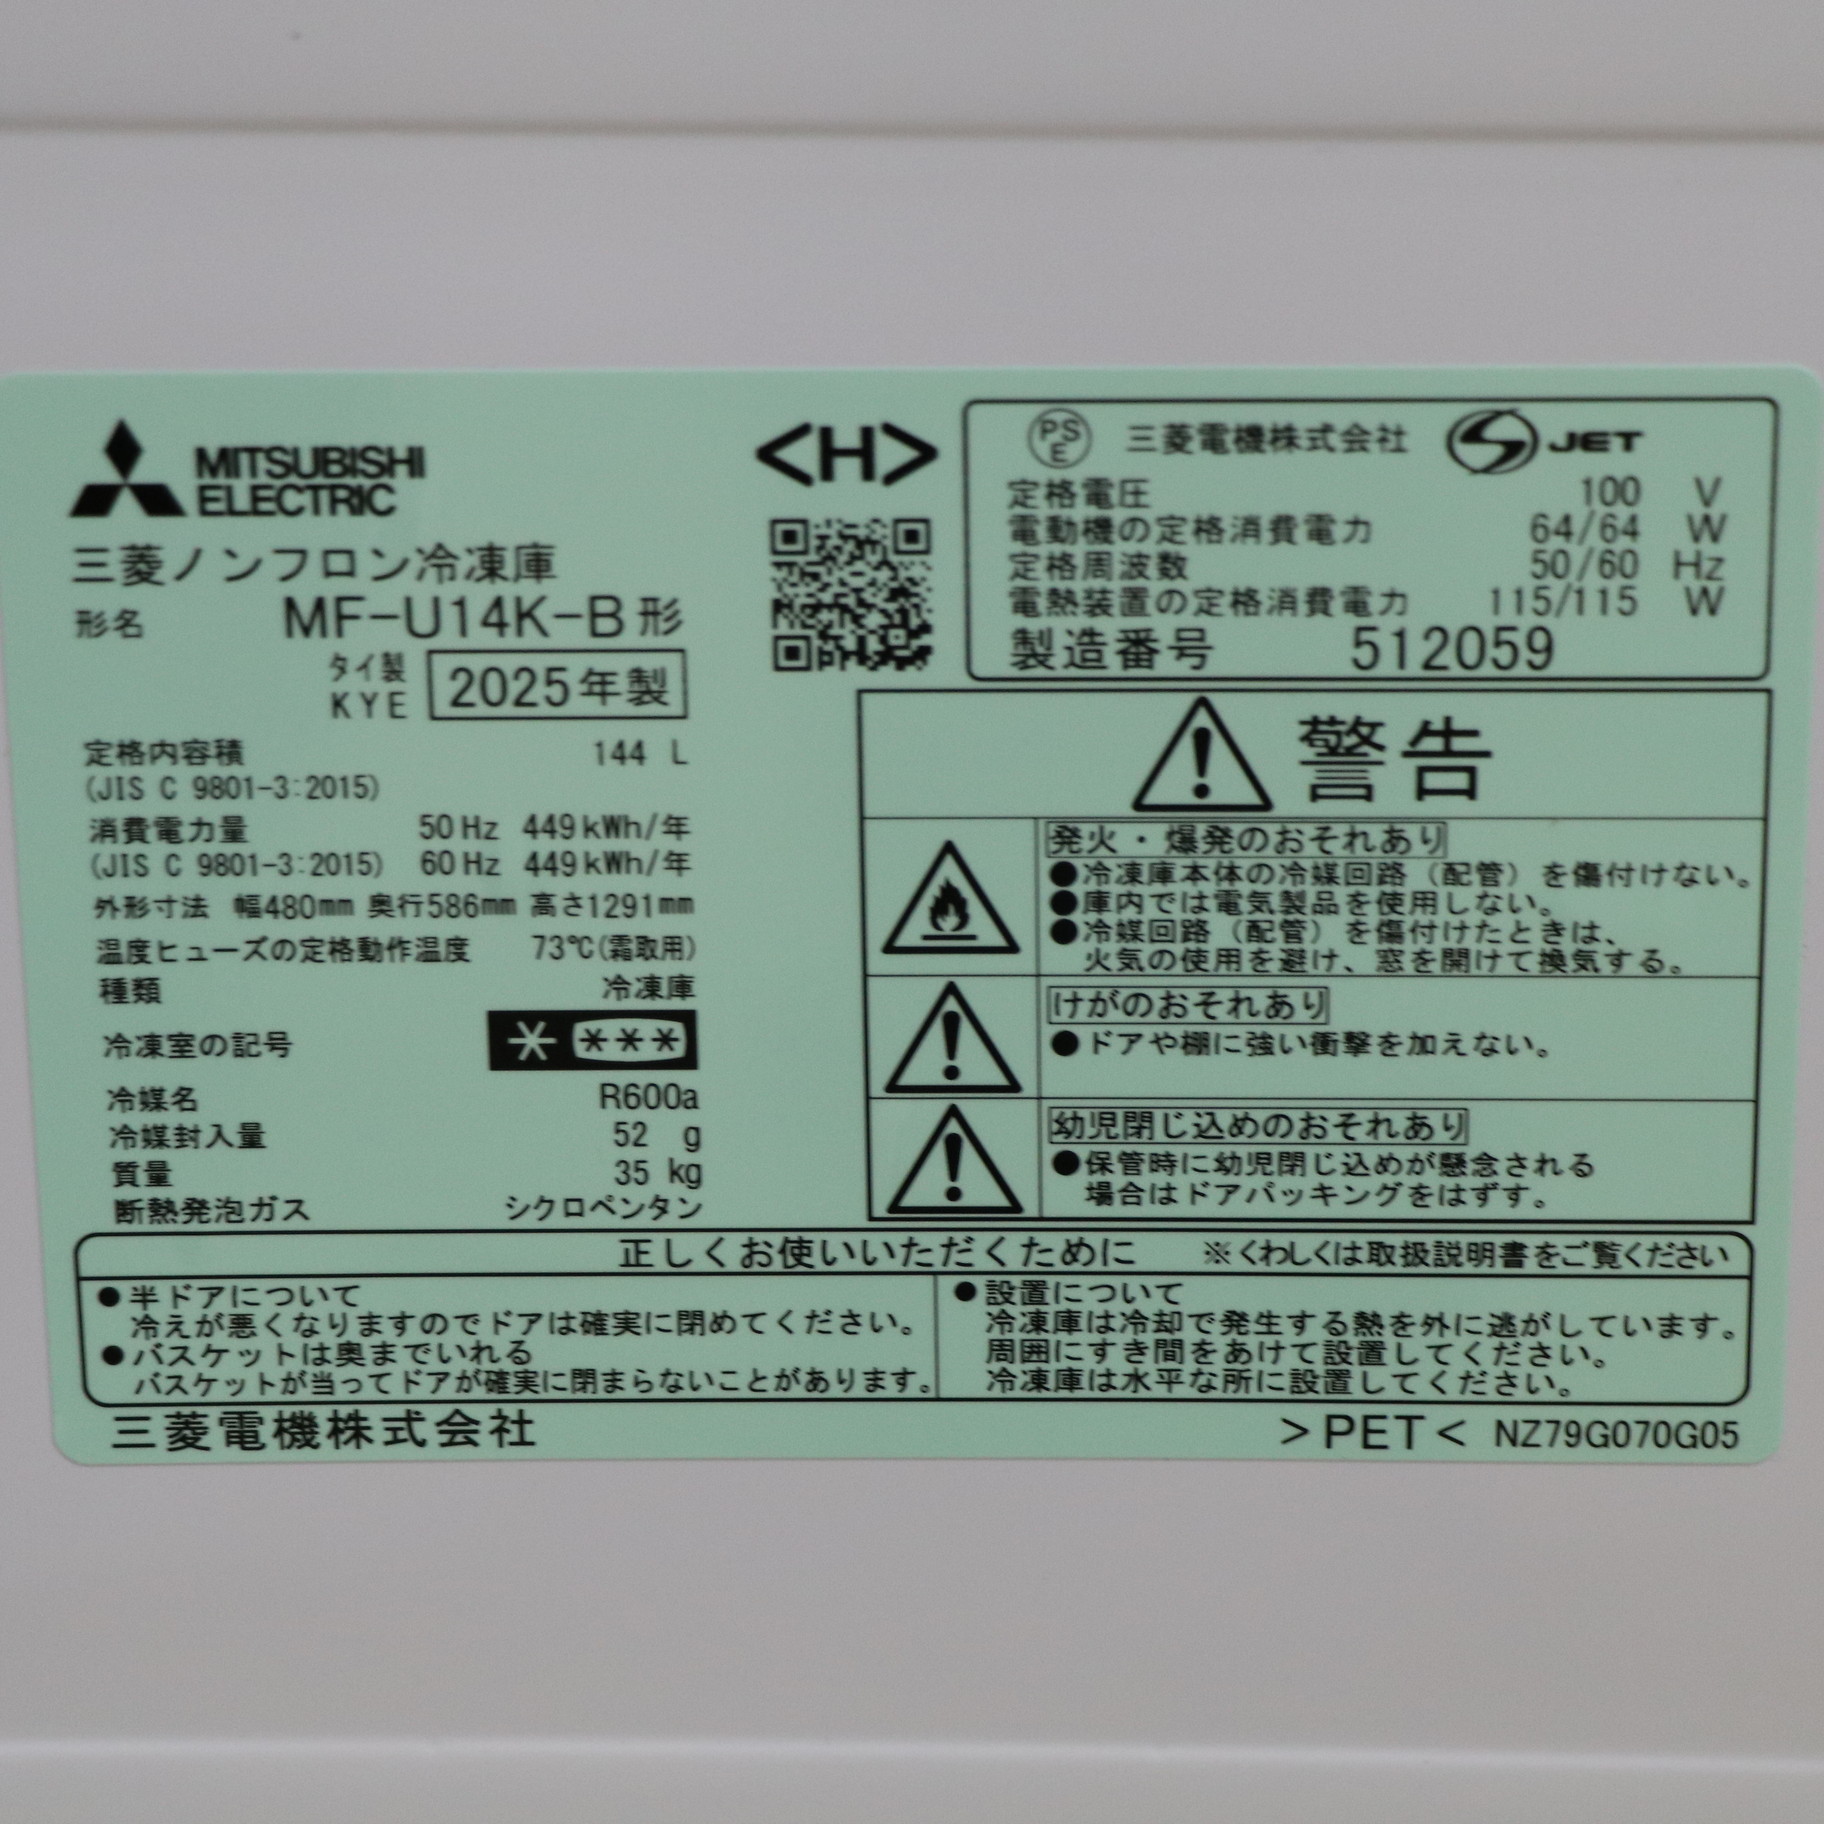 MITSUBISHI
ELECTRIC
三菱ノンフロン冷凍庫
形名 MF-U14K-B形
タイ製
KYE
2025年製
定格内容積 144 L
(JIS C 9801-3:2015)
消費電力量 50Hz 449kWh/年
(JIS C 9801-3:2015) 60Hz 449kWh/年
外形寸法 幅480mm 奥行586mm 高さ1291mm
温度ヒューズの定格動作温度 73℃(霜取用)
種類 冷凍庫
冷凍室の記号 * ***
冷媒名 R600a
冷媒封入量 52 g
質量 35 kg
断熱発泡ガス シクロペンタン
<H>
PSE 三菱電機株式会社 JET
定格電圧 100 V
電動機の定格消費電力 64/64 W
定格周波数 50/60 Hz
電熱装置の定格消費電力 115/115 W
製造番号 512059
警告
発火・爆発のおそれあり
●冷凍庫本体の冷媒回路(配管)を傷付けない。
●庫内では電気製品を使用しない。
●冷媒回路(配管)を傷付けたときは、
火気の使用を避け、窓を開けて換気する。
けがのおそれあり
●ドアや棚に強い衝撃を加えない。
幼児閉じ込めのおそれあり
●保管時に幼児閉じ込めが懸念される
場合はドアパッキングをはずす。
正しくお使いいただくために ※くわしくは取扱説明書をご覧ください
●半ドアについて
冷えが悪くなりますのでドアは確実に閉めてください。
●バスケットは奥までいれる
バスケットが当ってドアが確実に閉まらないことがあります。
●設置について
冷凍庫は冷却で発生する熱を外に逃がしています。
周囲にすき間をあけて設置してください。
冷凍庫は水平な所に設置してください。
三菱電機株式会社
>PET< NZ79G070G05